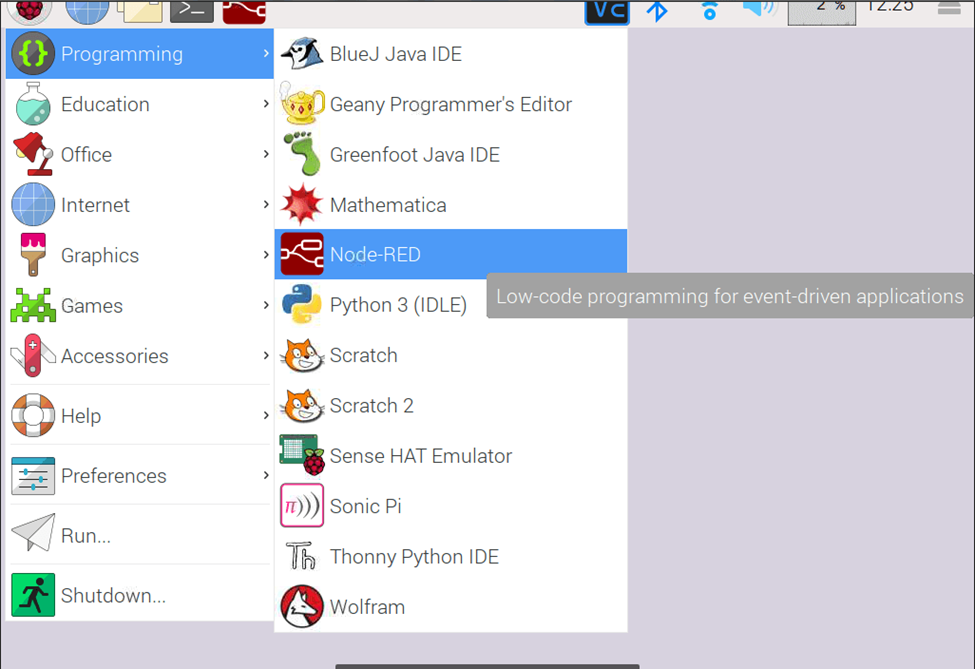 VC
2 %
12:25
Programming
Education
Office
Internet
Graphics
Games
Accessories
Help
Preferences
Run...
Shutdown...
BlueJ Java IDE
Geany Programmer's Editor
Greenfoot Java IDE
Mathematica
Node-RED
Low-code programming for event-driven applications
Python 3 (IDLE)
Scratch
Scratch 2
Sense HAT Emulator
Sonic Pi
Thonny Python IDE
Wolfram